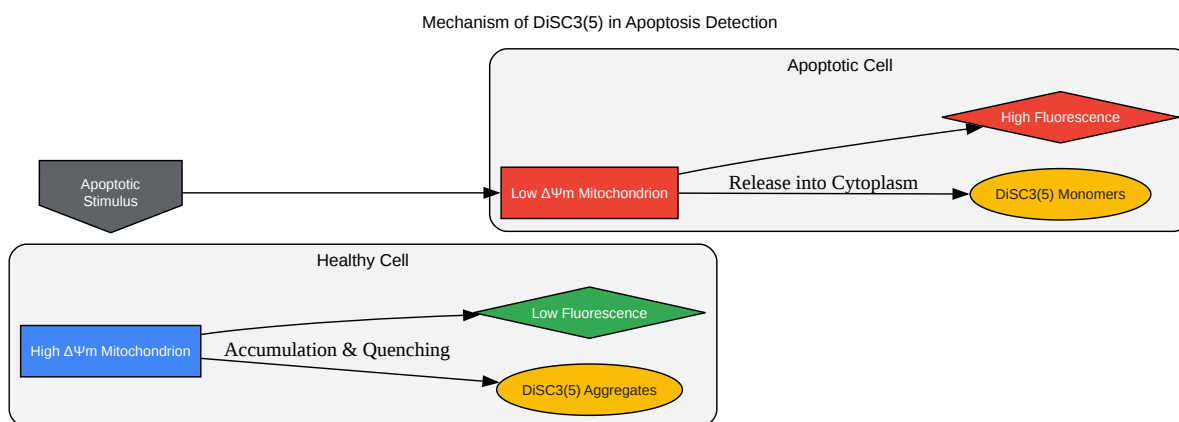 Mechanism of DiSC3(5) in Apoptosis Detection
Apoptotic Cell
High Fluorescence
Apoptotic
Stimulus
Low ΔΨm Mitochondrion
Release into Cytoplasm
DiSC3(5) Monomers
Healthy Cell
Low Fluorescence
High ΔΨm Mitochondrion
Accumulation & Quenching
DiSC3(5) Aggregates